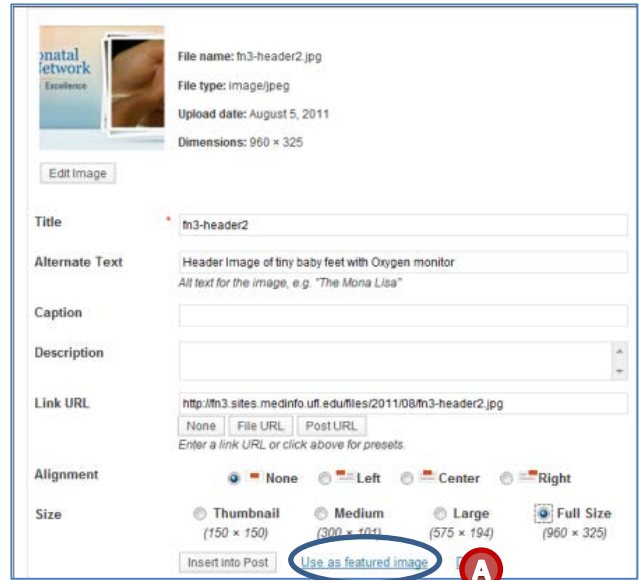 onatal
Network
Excellence
File name: fn3-header2.jpg
File type: image/jpeg
Upload date: August 5, 2011
Dimensions: 960 × 325
Edit Image
Title * fn3-header2
Alternate Text Header Image of tiny baby feet with Oxygen monitor
Alt text for the image, e.g. "The Mona Lisa"
Caption
Description
Link URL http://fn3.sites.medinfo.ufl.edu/files/2011/08/fn3-header2.jpg
None File URL Post URL
Enter a link URL or click above for presets.
Alignment None Left Center Right
Size Thumbnail Medium Large Full Size
(150 × 150) (300 × 101) (575 × 194) (960 × 325)
Insert into Post Use as featured image A